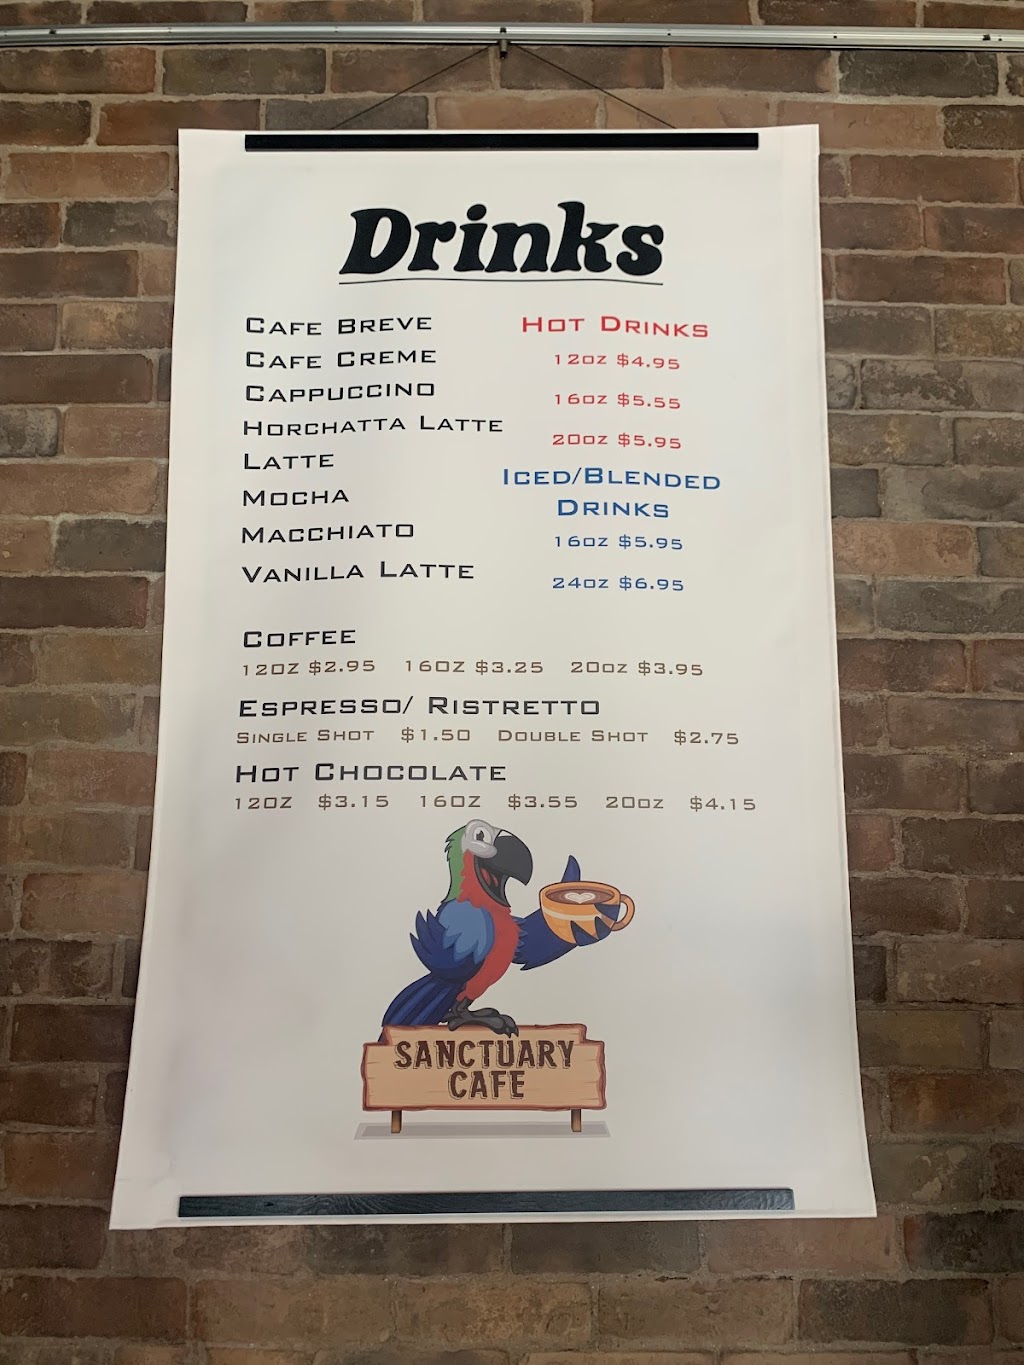 Drinks
CAFE BREVE
CAFE CREME
CAPPUCCINO
HORCHATTA LATTE
LATTE
MOCHA
MACCHIATO
VANILLA LATTE
HOT DRINKS
12OZ $4.95
16OZ $5.55
20OZ $5.95
ICED/BLENDED
DRINKS
16OZ $5.95
24OZ $6.95
COFFEE
12OZ $2.95 16OZ $3.25 20OZ $3.95
ESPRESSO/ RISTRETTO
SINGLE SHOT $1.50 DOUBLE SHOT $2.75
HOT CHOCOLATE
12OZ $3.15 16OZ $3.55 20OZ $4.15
SANCTUARY
CAFE